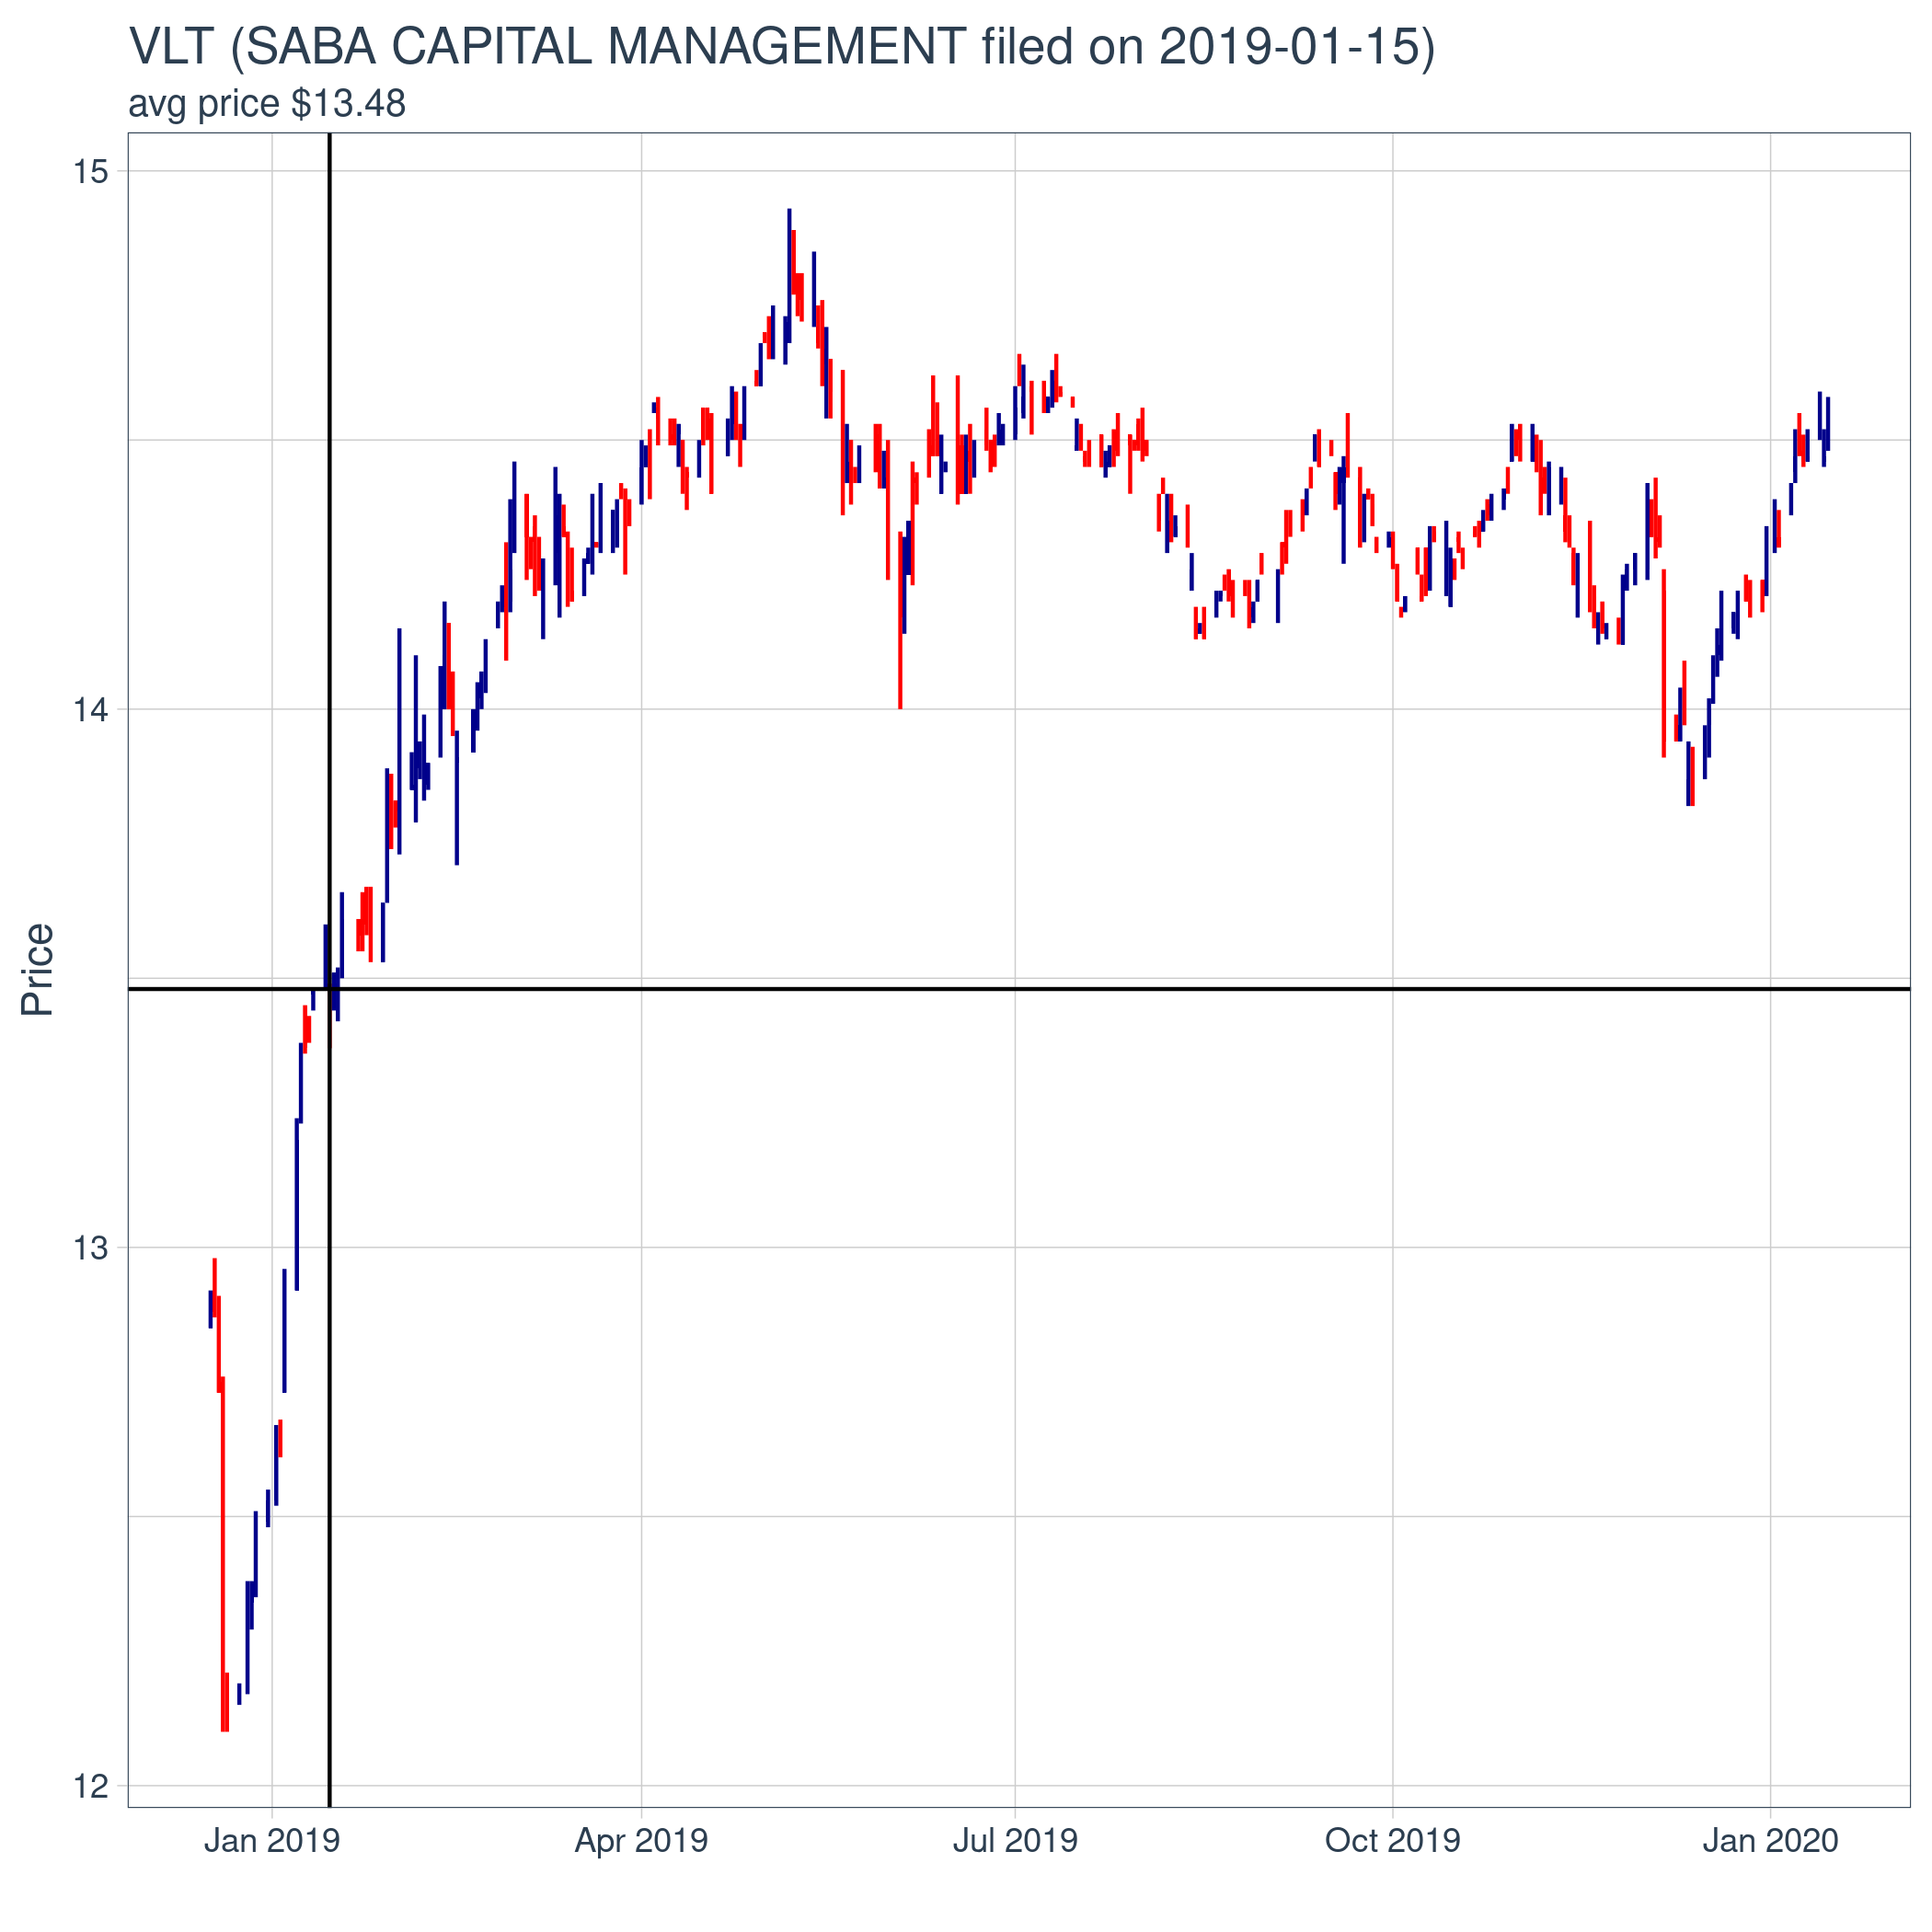 VLT (SABA CAPITAL MANAGEMENT filed on 2019-01-15)
avg price $13.48
15
14
13
12
Price
Jan 2019
Apr 2019
Jul 2019
Oct 2019
Jan 2020